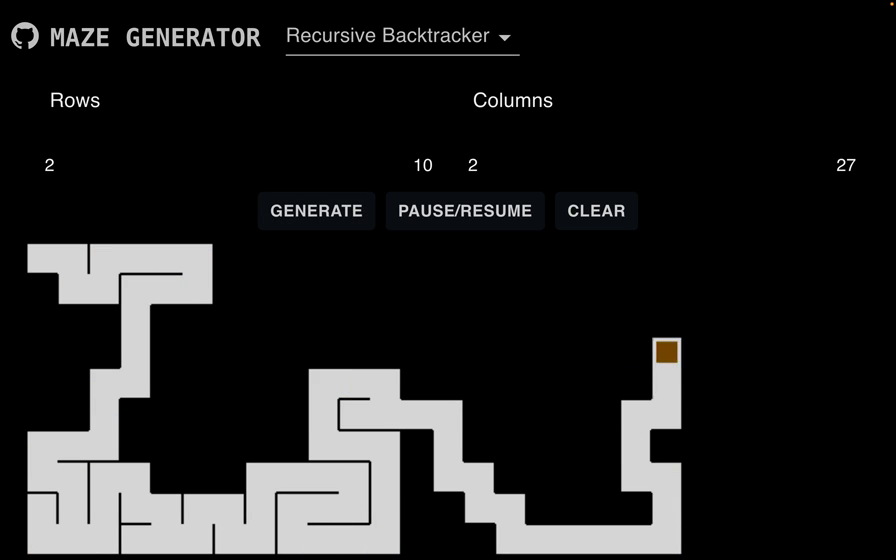 MAZE GENERATOR Recursive Backtracker
Rows Columns
2 10 2 27
GENERATE PAUSE/RESUME CLEAR